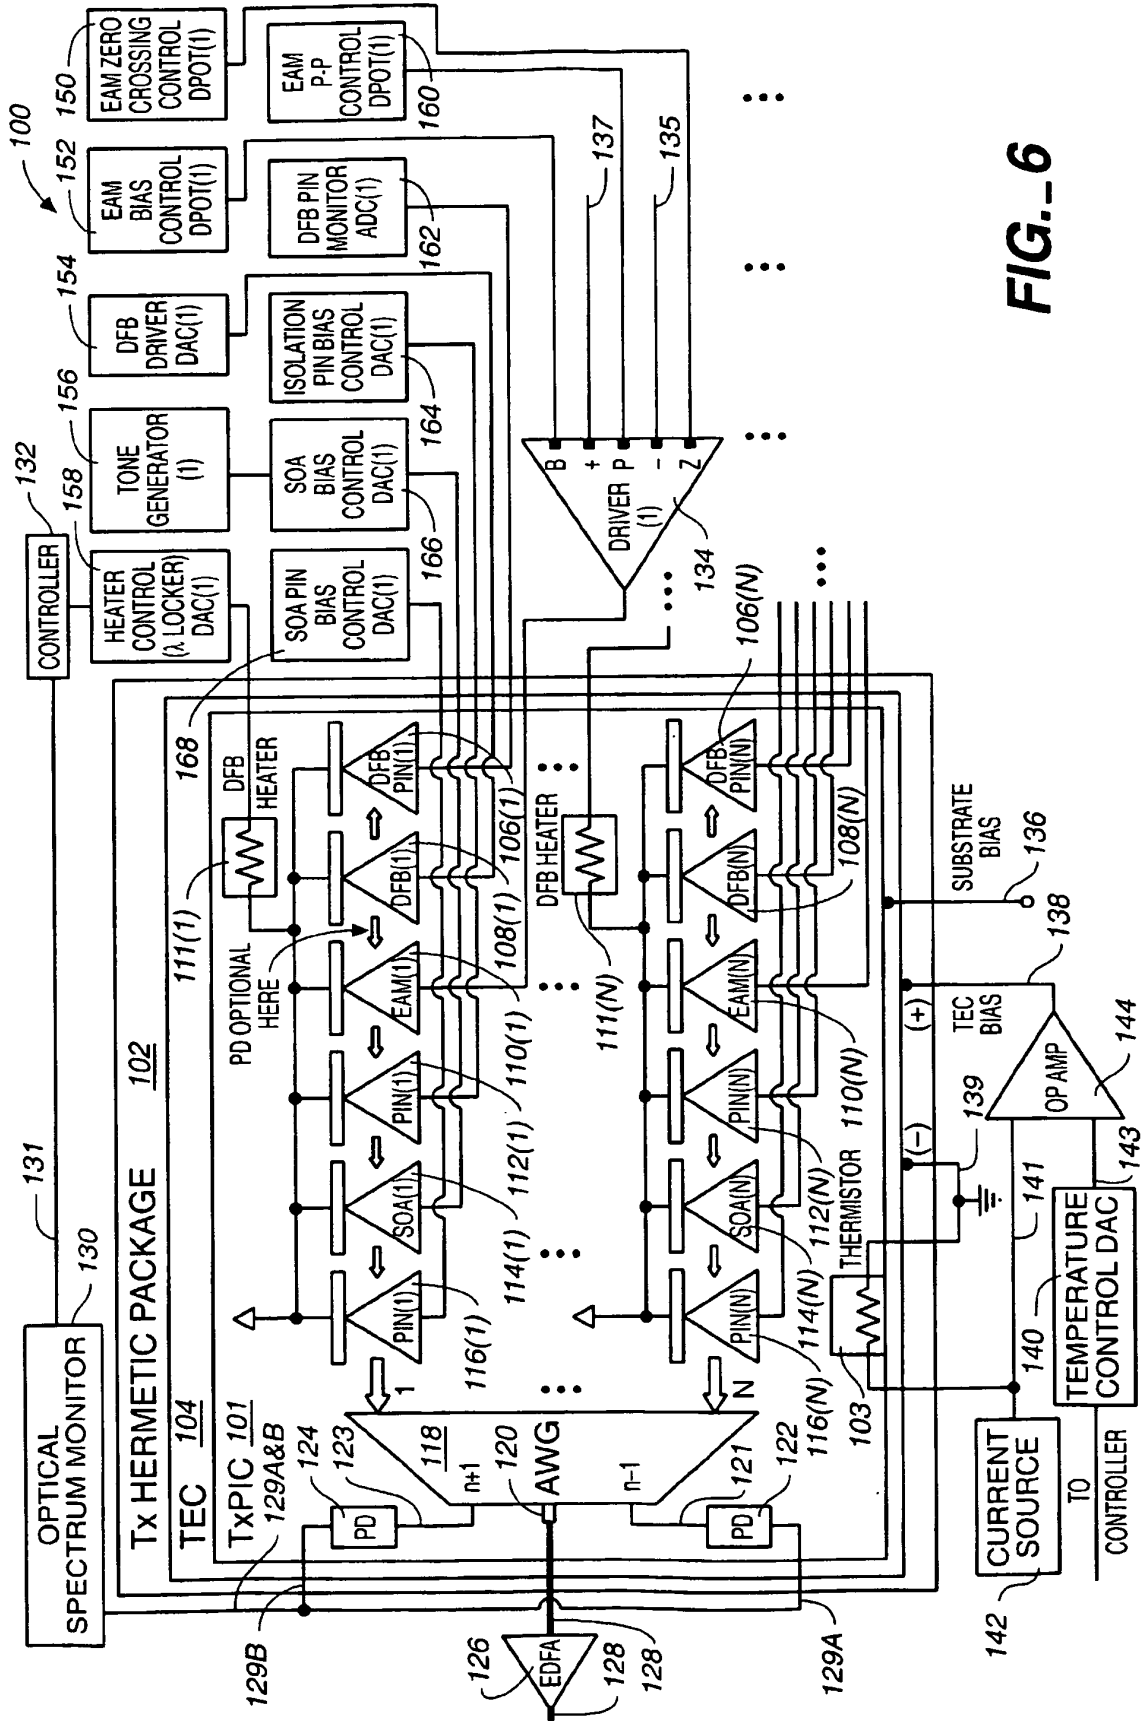 100
132
158
156
154
152
150
CONTROLLER
HEATER
CONTROL
(λ LOCKER)
DAC(1)
TONE
GENERATOR
(1)
DFB
DRIVER
DAC(1)
EAM
BIAS
CONTROL
DPOT(1)
EAM ZERO
CROSSING
CONTROL
DPOT(1)
SOA PIN
BIAS
CONTROL
DAC(1)
SOA
BIAS
CONTROL
DAC(1)
ISOLATION
PIN BIAS
CONTROL
DAC(1)
DFB PIN
MONITOR
ADC(1)
EAM
P-P
CONTROL
DPOT(1)
168
166
164
162
160
131
130
OPTICAL
SPECTRUM MONITOR
Tx HERMETIC PACKAGE 102
TEC 104
TxPIC 101
129A&B
129B
111(1)
DFB
HEATER
PD OPTIONAL
HERE
PIN(1)
SOA(1)
PIN(1)
EAM(1)
DFB(1)
DFB
PIN(1)
116(1)
114(1)
112(1)
110(1)
108(1)
106(1)
1
124
123
PD
118
n+1
120
AWG
n-1
121
122
PD
126
EDFA
128
128
129A
DFB HEATER
111(N)
B
+
P
−
Z
DRIVER
(1)
134
137
135
N
PIN(N)
SOA(N)
PIN(N)
EAM(N)
DFB(N)
DFB
PIN(N)
116(N)
114(N)
112(N)
110(N)
108(N)
106(N)
THERMISTOR
103
(−)
(+)
139
TEC
BIAS
138
SUBSTRATE
BIAS
136
141
OP AMP
144
143
140
TEMPERATURE
CONTROL DAC
CURRENT
SOURCE
142
TO
CONTROLLER
FIG._6